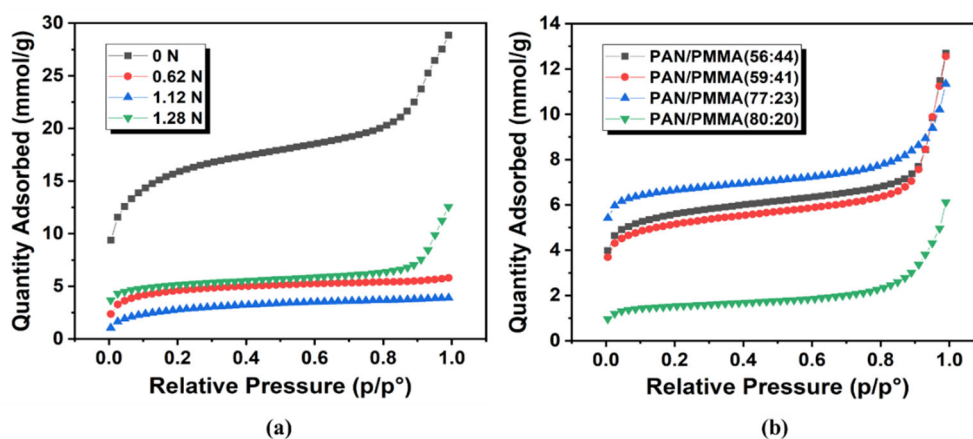 30
25
20
15
10
5
0
Quantity Adsorbed (mmol/g)
0 N
0.62 N
1.12 N
1.28 N
0.0 0.2 0.4 0.6 0.8 1.0
Relative Pressure (p/p°)
(a)
14
12
10
8
6
4
2
0
Quantity Adsorbed (mmol/g)
PAN/PMMA(56:44)
PAN/PMMA(59:41)
PAN/PMMA(77:23)
PAN/PMMA(80:20)
0.0 0.2 0.4 0.6 0.8 1.0
Relative Pressure (p/p°)
(b)